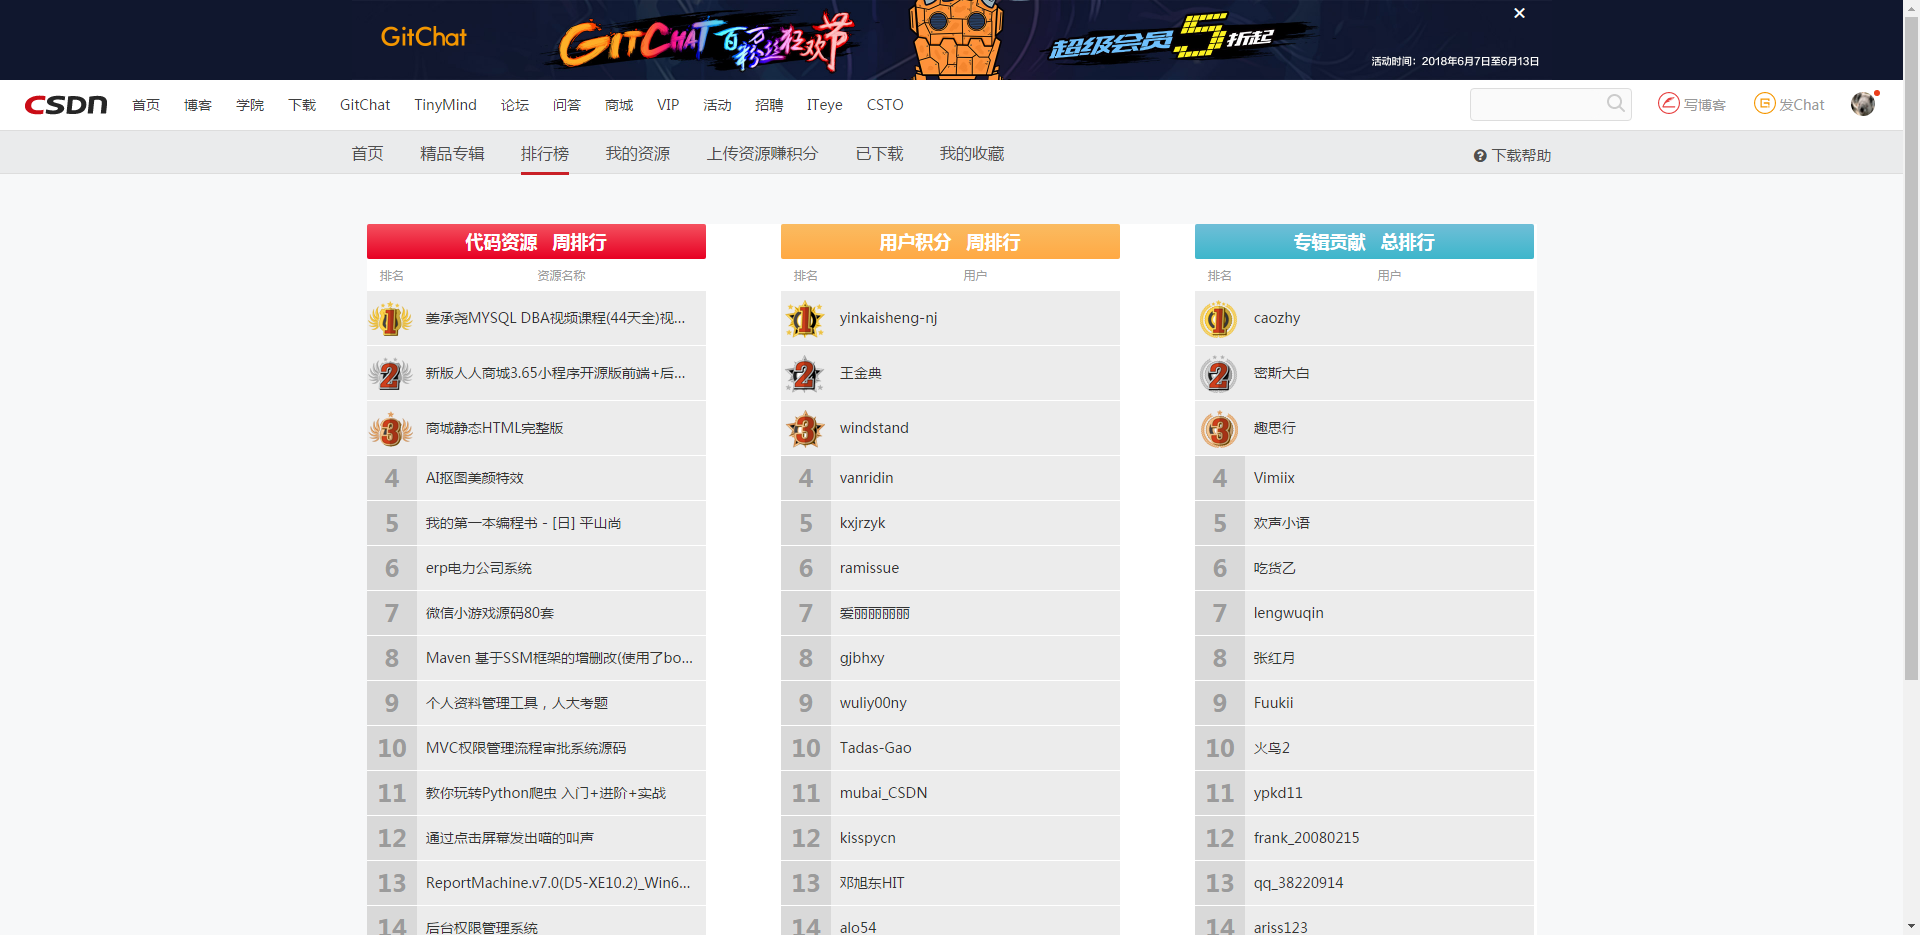 GitChat
GITCHAT百万粉丝狂欢节
超级会员5折起
活动时间：2018年6月7日至6月13日
CSDN 首页 博客 学院 下载 GitChat TinyMind 论坛 问答 商城 VIP 活动 招聘 ITeye CSTO 写博客 发Chat
首页 精品专辑 排行榜 我的资源 上传资源赚积分 已下载 我的收藏 下载帮助
代码资源 周排行
排名 资源名称
1 姜承尧MYSQL DBA视频课程(44天全)视...
2 新版人人商城3.65小程序开源版前端+后...
3 商城静态HTML完整版
4 AI抠图美颜特效
5 我的第一本编程书 - [日] 平山尚
6 erp电力公司系统
7 微信小游戏源码80套
8 Maven 基于SSM框架的增删改(使用了bo...
9 个人资料管理工具，人大考题
10 MVC权限管理流程审批系统源码
11 教你玩转Python爬虫 入门+进阶+实战
12 通过点击屏幕发出喵的叫声
13 ReportMachine.v7.0(D5-XE10.2)_Win6...
14 后台权限管理系统
用户积分 周排行
排名 用户
1 yinkaisheng-nj
2 王金典
3 windstand
4 vanridin
5 kxjrzyk
6 ramissue
7 爱丽丽丽丽
8 gjbhxy
9 wuliy00ny
10 Tadas-Gao
11 mubai_CSDN
12 kisspycn
13 邓旭东HIT
14 alo54
专辑贡献 总排行
排名 用户
1 caozhy
2 密斯大白
3 趣思行
4 Vimiix
5 欢声小语
6 吃货乙
7 lengwuqin
8 张红月
9 Fuukii
10 火鸟2
11 ypkd11
12 frank_20080215
13 qq_38220914
14 ariss123